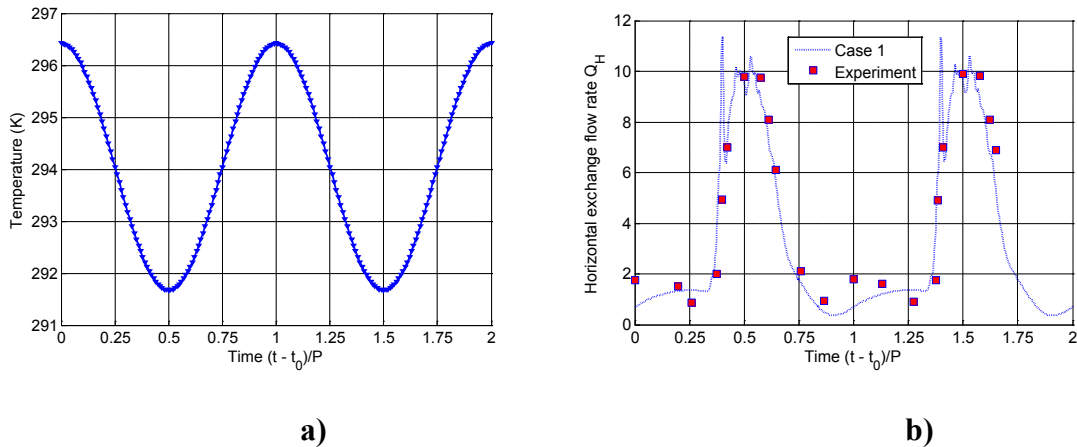 297
296
295
294
293
292
291
Temperature (K)
0 0.25 0.5 0.75 1 1.25 1.5 1.75 2
Time (t - t0)/P
a)
12
10
8
6
4
2
0
Horizontal exchange flow rate QH
Case 1
Experiment
0 0.25 0.5 0.75 1 1.25 1.5 1.75 2
Time (t - t0)/P
b)